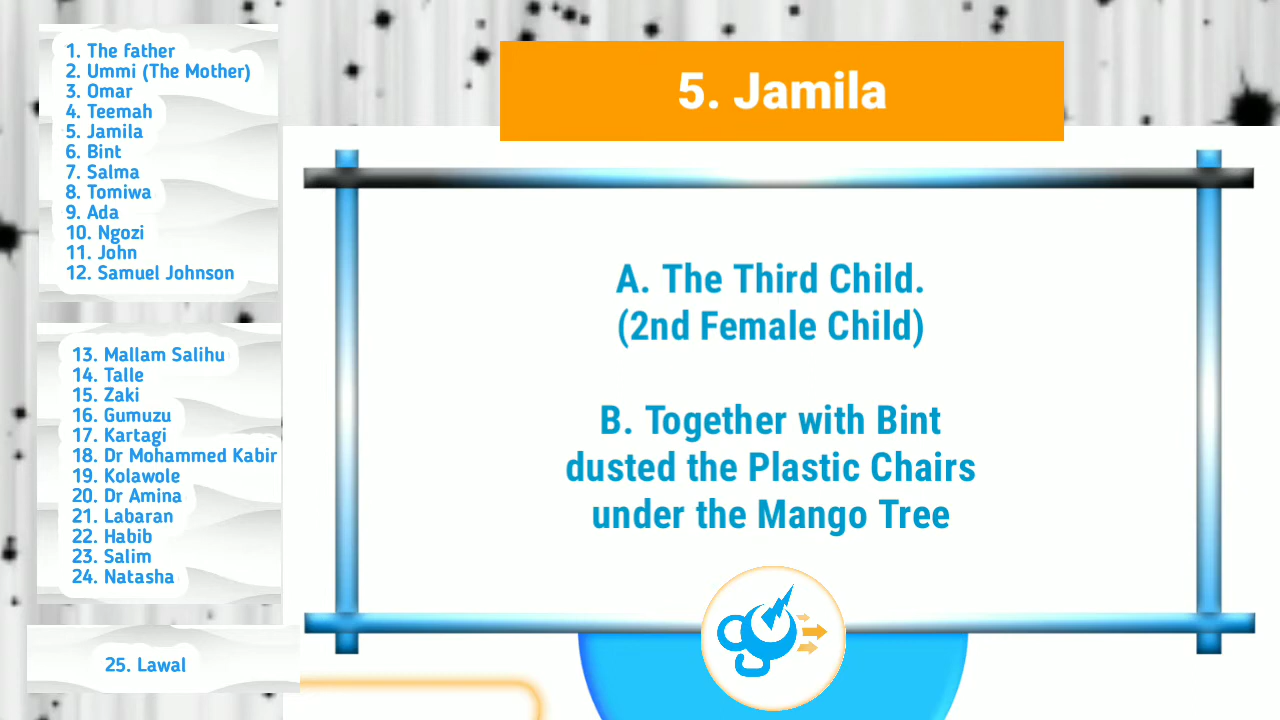 1. The father
2. Ummi (The Mother)
3. Omar
4. Teemah
5. Jamila
6. Bint
7. Salma
8. Tomiwa
9. Ada
10. Ngozi
11. John
12. Samuel Johnson
13. Mallam Salihu
14. Talle
15. Zaki
16. Gumuzu
17. Kartagi
18. Dr Mohammed Kabir
19. Kolawole
20. Dr Amina
21. Labaran
22. Habib
23. Salim
24. Natasha
25. Lawal
5. Jamila
A. The Third Child.
(2nd Female Child)
B. Together with Bint
dusted the Plastic Chairs
under the Mango Tree